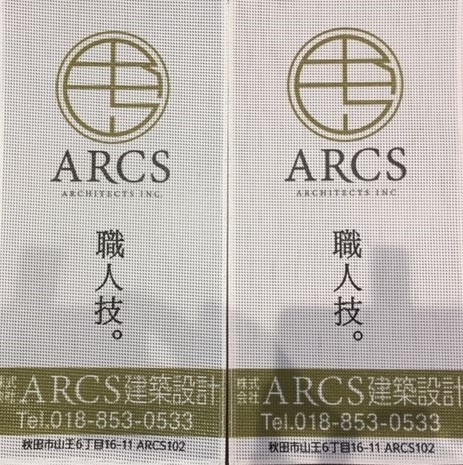 ARCS
ARCHITECTS INC.
職人技。
株式会社 ARCS建築設計
Tel.018-853-0533
秋田市山王6丁目16-11 ARCS102
ARCS
ARCHITECTS INC.
職人技。
株式会社 ARCS建築設計
Tel.018-853-0533
秋田市山王6丁目16-11 ARCS102